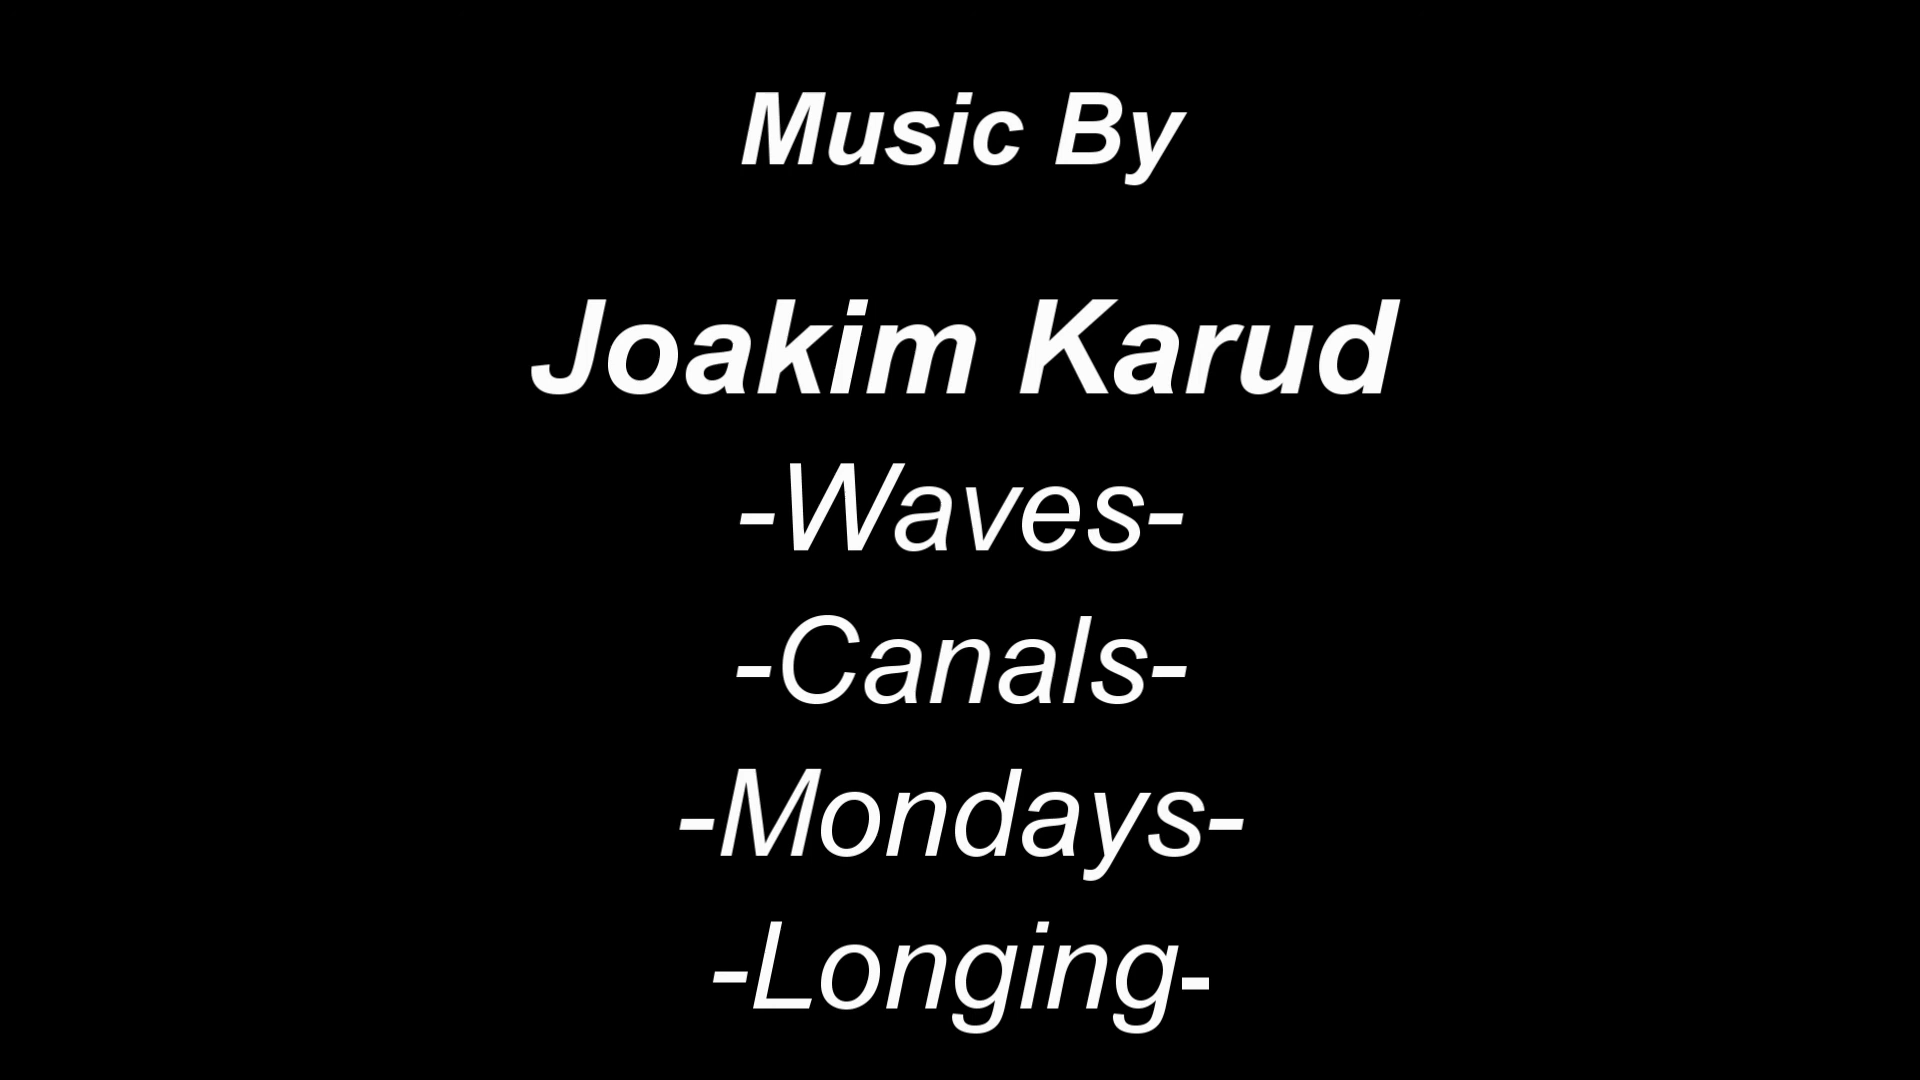 Music By
Joakim Karud
-Waves-
-Canals-
-Mondays-
-Longing-